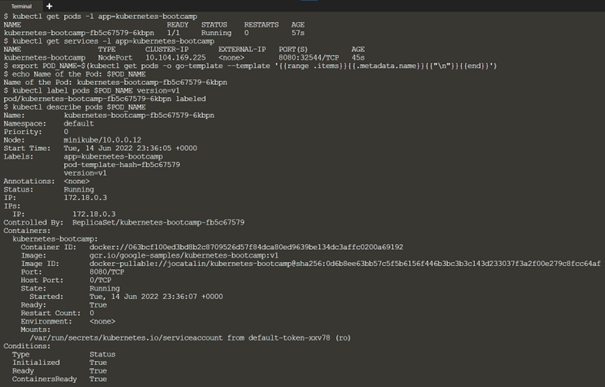 Terminal +
$ kubectl get pods -l app=kubernetes-bootcamp
NAME READY STATUS RESTARTS AGE
kubernetes-bootcamp-fb5c67579-6kbpn 1/1 Running 0 57s
$ kubectl get services -l app=kubernetes-bootcamp
NAME TYPE CLUSTER-IP EXTERNAL-IP PORT(S) AGE
kubernetes-bootcamp NodePort 10.104.169.225 <none> 8080:32544/TCP 45s
$ export POD_NAME=$(kubectl get pods -o go-template --template '{{range .items}}{{.metadata.name}}{{"\n"}}{{end}}')
$ echo Name of the Pod: $POD_NAME
Name of the Pod: kubernetes-bootcamp-fb5c67579-6kbpn
$ kubectl label pods $POD_NAME version=v1
pod/kubernetes-bootcamp-fb5c67579-6kbpn labeled
$ kubectl describe pods $POD_NAME
Name: kubernetes-bootcamp-fb5c67579-6kbpn
Namespace: default
Priority: 0
Node: minikube/10.0.0.12
Start Time: Tue, 14 Jun 2022 23:36:05 +0000
Labels: app=kubernetes-bootcamp
pod-template-hash=fb5c67579
version=v1
Annotations: <none>
Status: Running
IP: 172.18.0.3
IPs:
IP: 172.18.0.3
Controlled By: ReplicaSet/kubernetes-bootcamp-fb5c67579
Containers:
kubernetes-bootcamp:
Container ID: docker://063bcf100ed3bd8b2c8709526d57f84dca80ed9639be134dc3affc0200a69192
Image: gcr.io/google-samples/kubernetes-bootcamp:v1
Image ID: docker-pullable://jocatalin/kubernetes-bootcamp@sha256:0d6b8ee63bb57c5f5b6156f446b3bc3b3c143d233037f3a2f00e279c8fcc64af
Port: 8080/TCP
Host Port: 0/TCP
State: Running
Started: Tue, 14 Jun 2022 23:36:07 +0000
Ready: True
Restart Count: 0
Environment: <none>
Mounts:
/var/run/secrets/kubernetes.io/serviceaccount from default-token-xxv78 (ro)
Conditions:
Type Status
Initialized True
Ready True
ContainersReady True